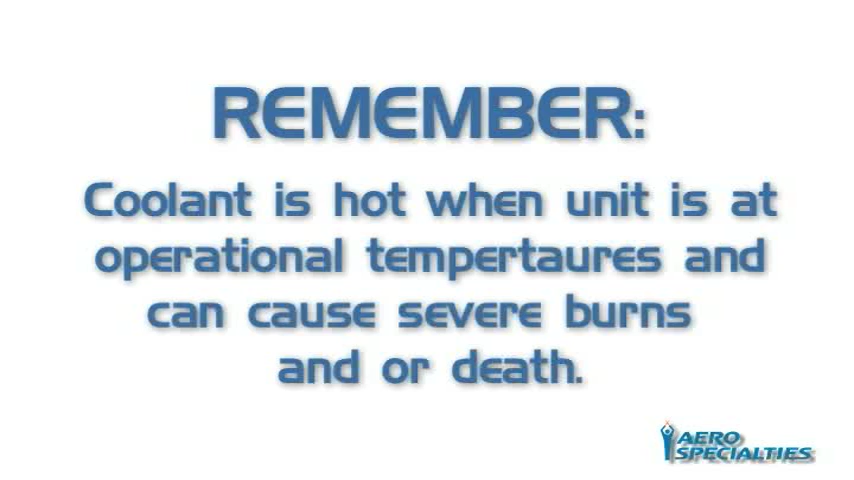 REMEMBER:
Coolant is hot when unit is at
operational tempertaures and
can cause severe burns
and or death.
AERO
SPECIALTIES